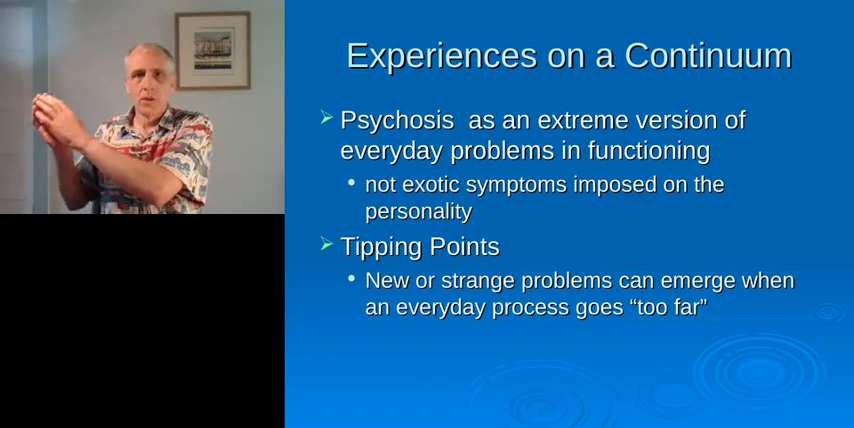 Experiences on a Continuum
Psychosis as an extreme version of
everyday problems in functioning
not exotic symptoms imposed on the
personality
Tipping Points
New or strange problems can emerge when
an everyday process goes “too far”